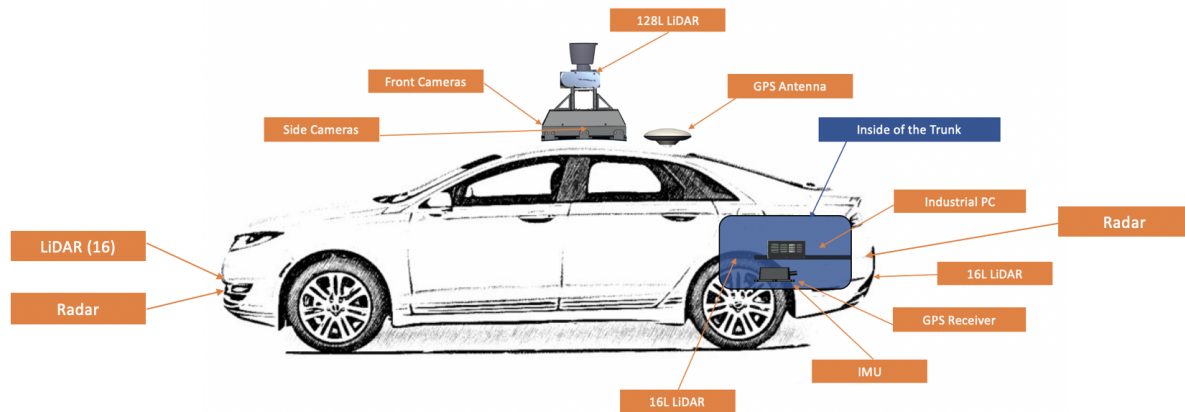 128L LiDAR
Front Cameras
GPS Antenna
Side Cameras
Inside of the Trunk
Industrial PC
Radar
LiDAR (16)
16L LiDAR
Radar
GPS Receiver
IMU
16L LiDAR